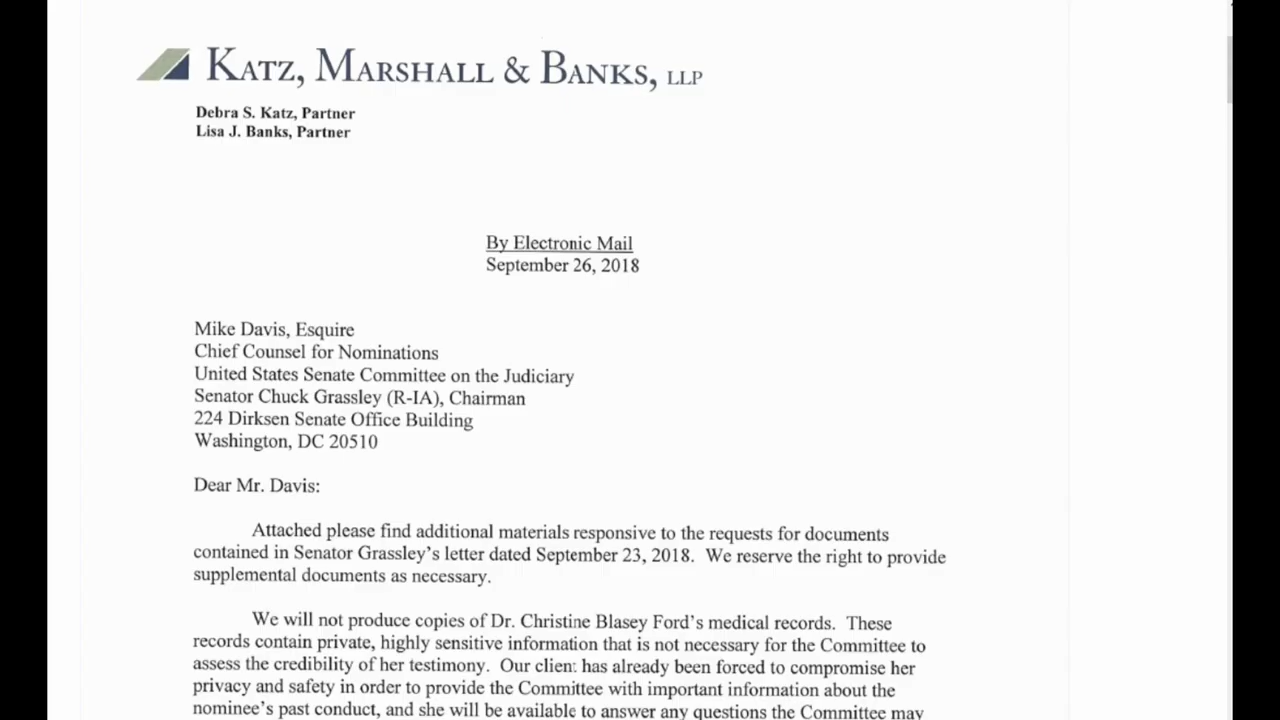 KATZ, MARSHALL & BANKS, LLP
Debra S. Katz, Partner
Lisa J. Banks, Partner
By Electronic Mail
September 26, 2018
Mike Davis, Esquire
Chief Counsel for Nominations
United States Senate Committee on the Judiciary
Senator Chuck Grassley (R-IA), Chairman
224 Dirksen Senate Office Building
Washington, DC 20510
Dear Mr. Davis:
Attached please find additional materials responsive to the requests for documents
contained in Senator Grassley’s letter dated September 23, 2018. We reserve the right to provide
supplemental documents as necessary.
We will not produce copies of Dr. Christine Blasey Ford’s medical records. These
records contain private, highly sensitive information that is not necessary for the Committee to
assess the credibility of her testimony. Our client has already been forced to compromise her
privacy and safety in order to provide the Committee with important information about the
nominee’s past conduct, and she will be available to answer any questions the Committee may